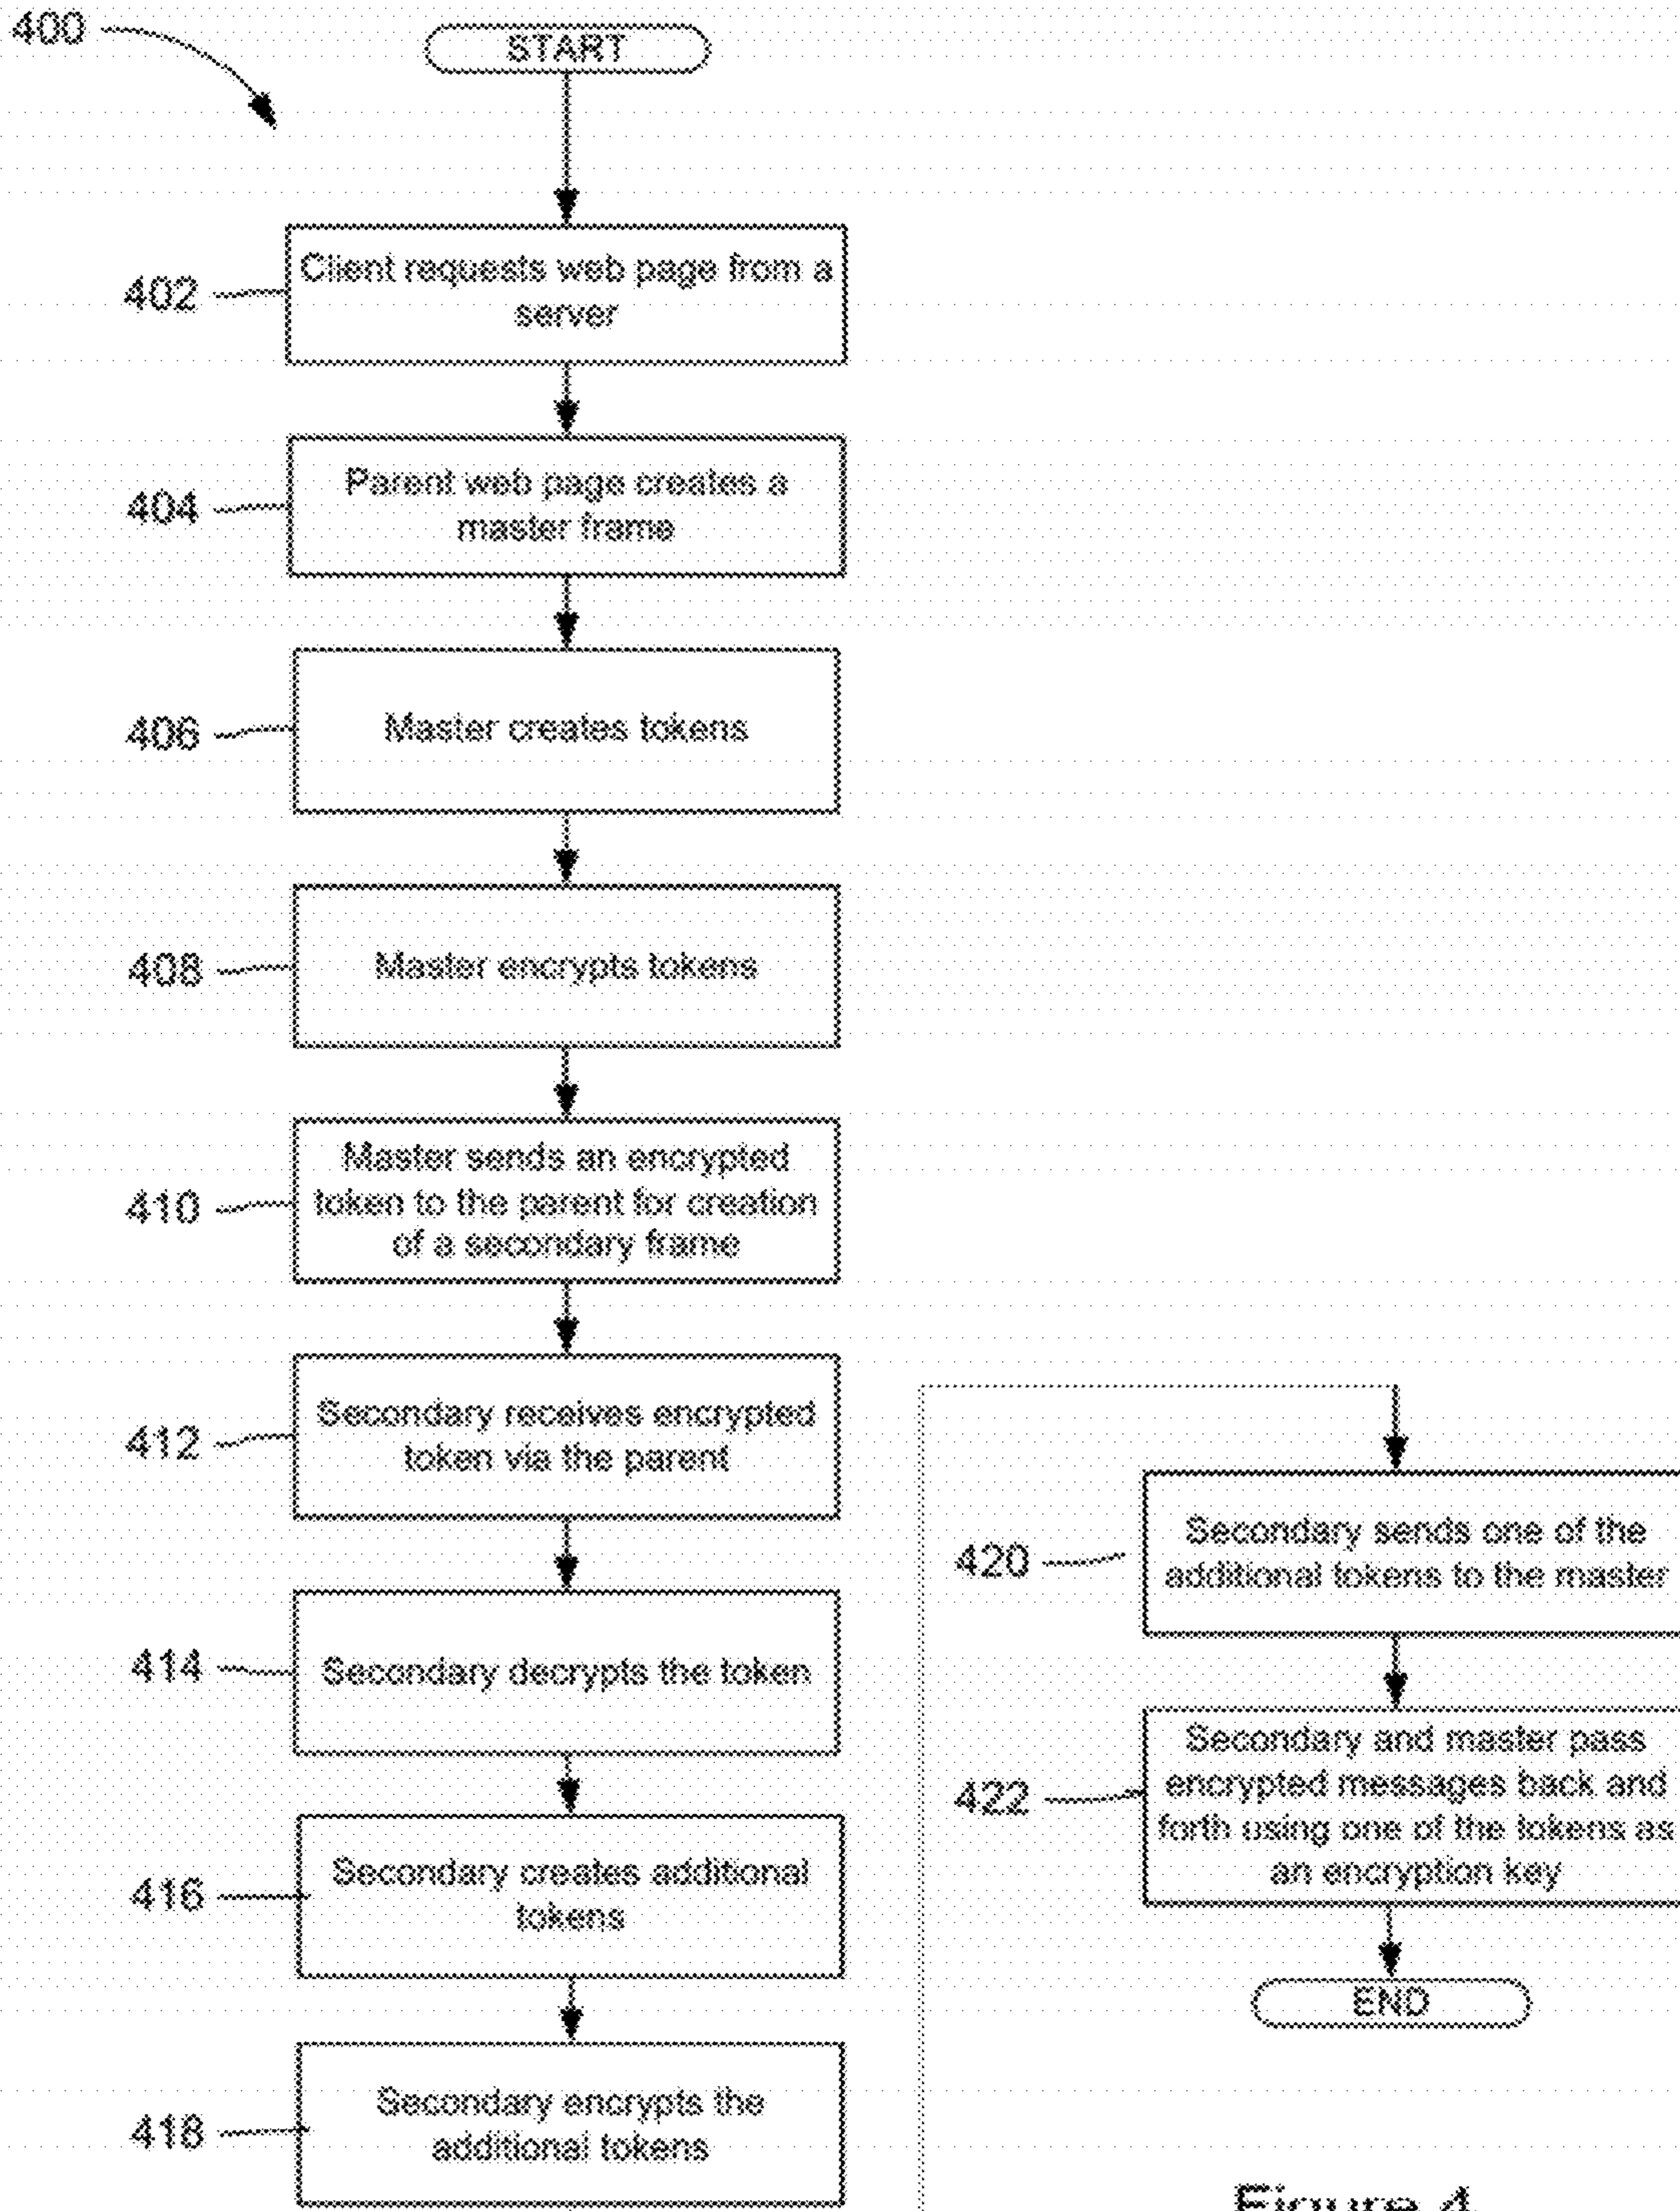 400
START
402
Client requests web page from a
server
404
Parent web page creates a
master frame
406
Master creates tokens
408
Master encrypts tokens
410
Master sends an encrypted
token to the parent for creation
of a secondary frame
412
Secondary receives encrypted
token via the parent
414
Secondary decrypts the token
416
Secondary creates additional
tokens
418
Secondary encrypts the
additional tokens
420
Secondary sends one of the
additional tokens to the master
422
Secondary and master pass
encrypted messages back and
forth using one of the tokens as
an encryption key
END
Figure 4